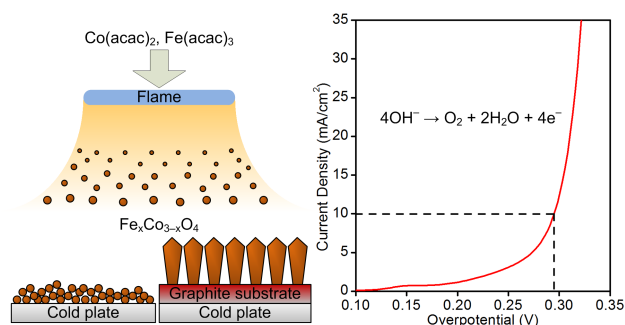 Co(acac)₂, Fe(acac)₃
Flame
FeₓCo₃₋ₓO₄
Graphite substrate
Cold plate
Cold plate
35
30
25
20
15
10
5
0
Current Density (mA/cm²)
4OH⁻ → O₂ + 2H₂O + 4e⁻
0.10
0.15
0.20
0.25
0.30
0.35
Overpotential (V)